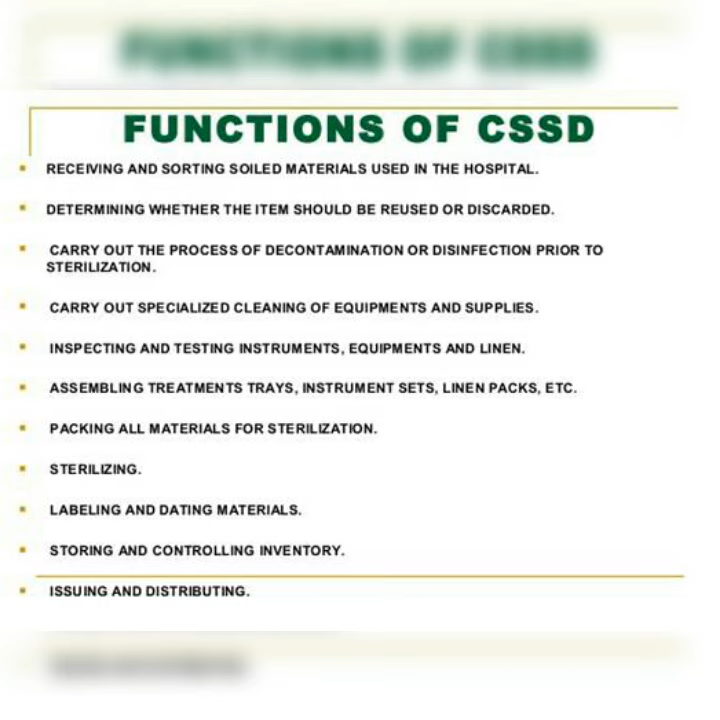 FUNCTIONS OF CSSD
FUNCTIONS OF CSSD
RECEIVING AND SORTING SOILED MATERIALS USED IN THE HOSPITAL.
DETERMINING WHETHER THE ITEM SHOULD BE REUSED OR DISCARDED.
CARRY OUT THE PROCESS OF DECONTAMINATION OR DISINFECTION PRIOR TO
STERILIZATION.
CARRY OUT SPECIALIZED CLEANING OF EQUIPMENTS AND SUPPLIES.
INSPECTING AND TESTING INSTRUMENTS, EQUIPMENTS AND LINEN.
ASSEMBLING TREATMENTS TRAYS, INSTRUMENT SETS, LINEN PACKS, ETC.
PACKING ALL MATERIALS FOR STERILIZATION.
STERILIZING.
LABELING AND DATING MATERIALS.
STORING AND CONTROLLING INVENTORY.
ISSUING AND DISTRIBUTING.